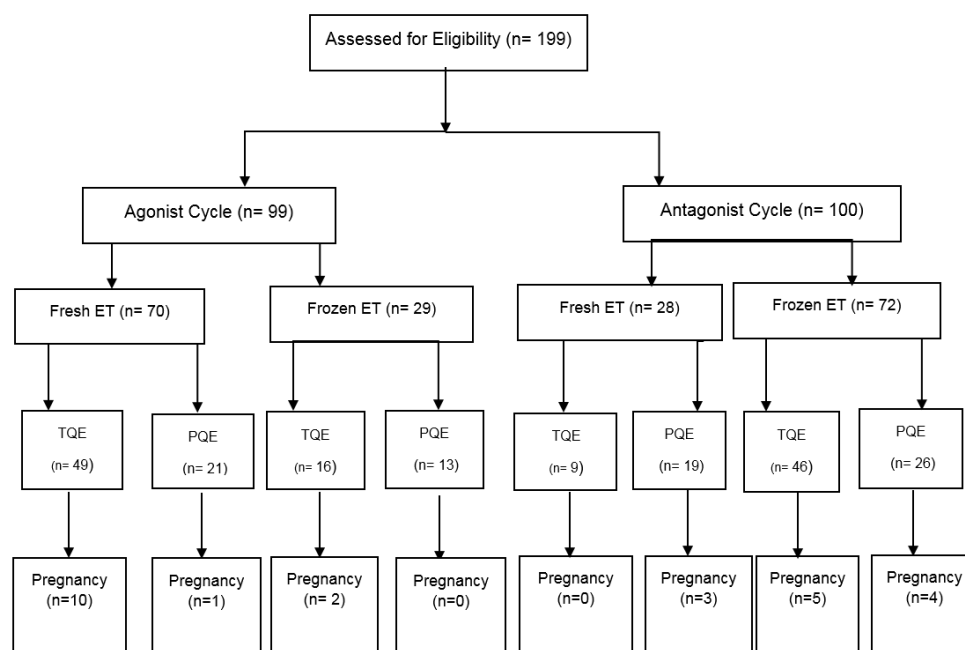 Assessed for Eligibility (n= 199)
Agonist Cycle (n= 99)
Antagonist Cycle (n= 100)
Fresh ET (n= 70)
Frozen ET (n= 29)
Fresh ET (n= 28)
Frozen ET (n= 72)
TQE
(n= 49)
PQE
(n= 21)
TQE
(n= 16)
PQE
(n= 13)
TQE
(n= 9)
PQE
(n= 19)
TQE
(n= 46)
PQE
(n= 26)
Pregnancy
(n=10)
Pregnancy
(n=1)
Pregnancy
(n= 2)
Pregnancy
(n=0)
Pregnancy
(n=0)
Pregnancy
(n=3)
Pregnancy
(n=5)
Pregnancy
(n=4)